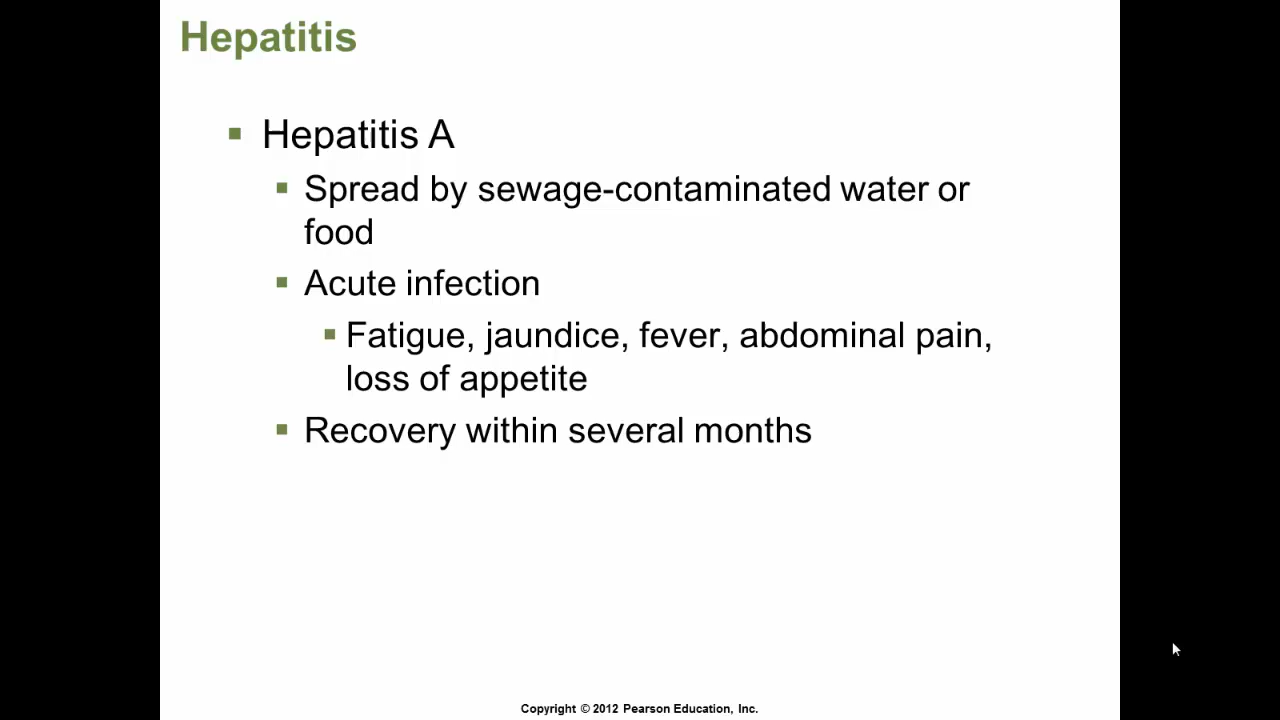 Hepatitis
Hepatitis A
Spread by sewage-contaminated water or
food
Acute infection
Fatigue, jaundice, fever, abdominal pain,
loss of appetite
Recovery within several months
Copyright © 2012 Pearson Education, Inc.